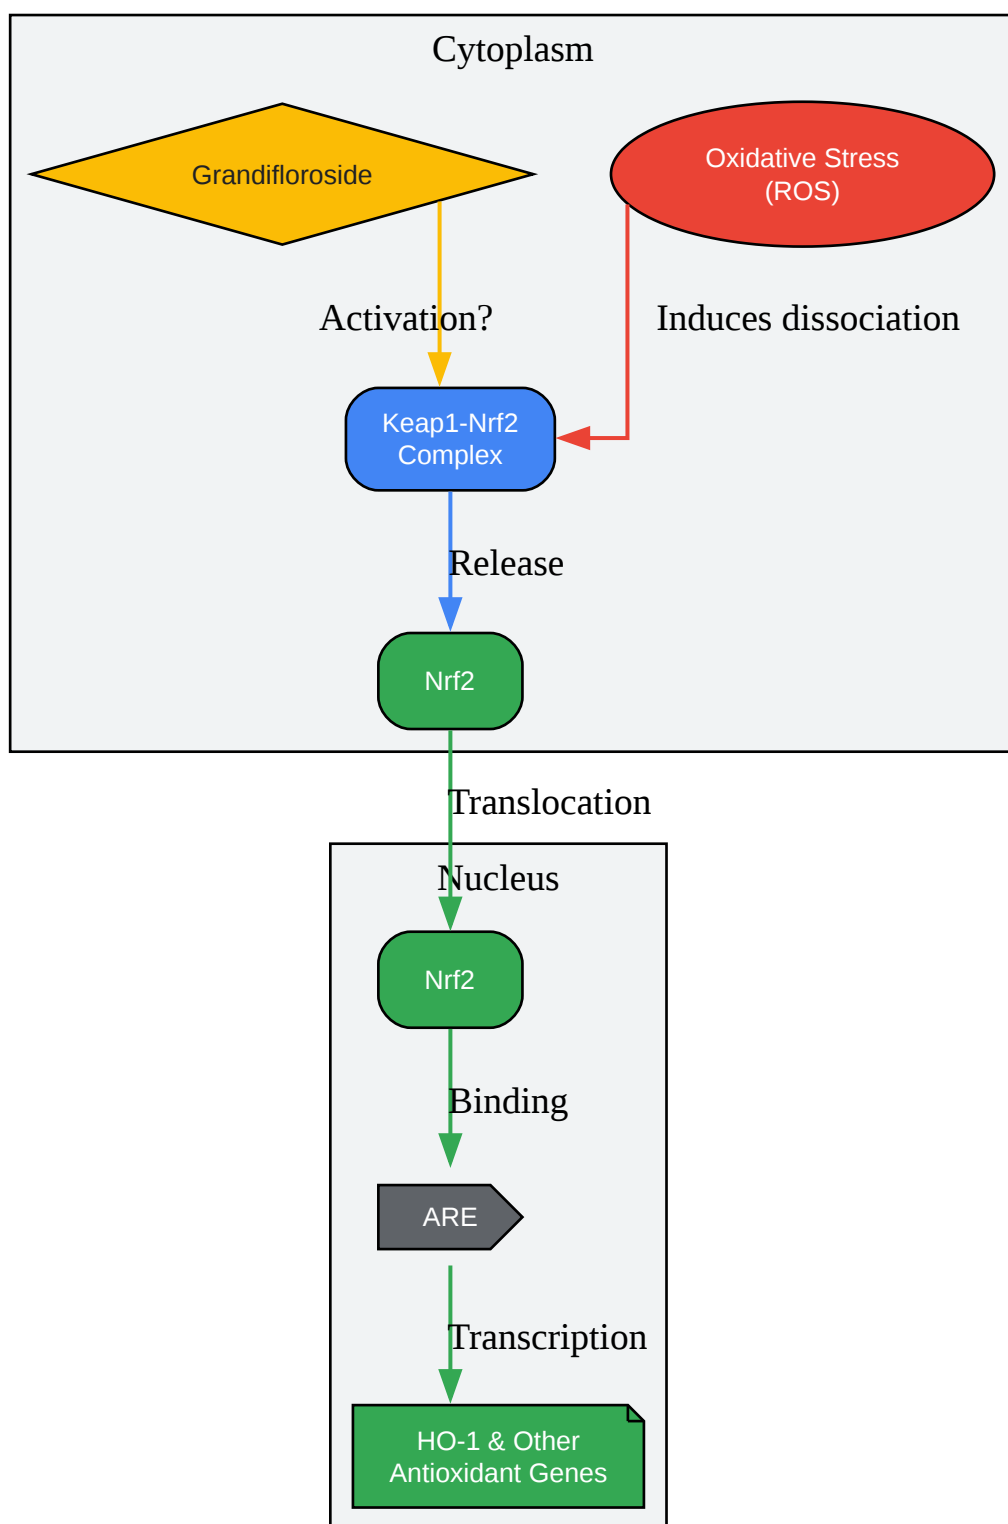 Cytoplasm
Grandifloroside
Oxidative Stress
(ROS)
Activation?
Induces dissociation
Keap1-Nrf2
Complex
Release
Nrf2
Translocation
Nucleus
Nrf2
Binding
ARE
Transcription
HO-1 & Other
Antioxidant Genes